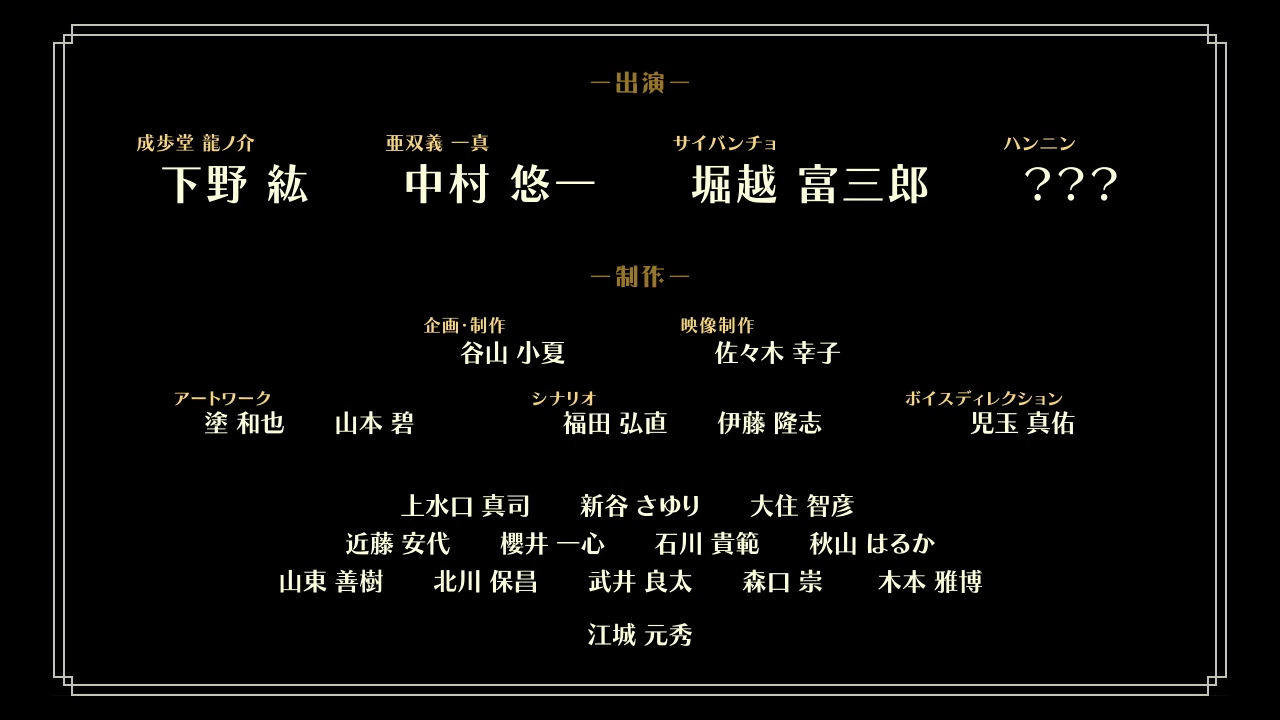 －出演－
成歩堂 龍ノ介 亜双義 一真 サイバンチョ ハンニン
下野 紘 中村 悠一 堀越 富三郎 ？？？
－制作－
企画・制作 映像制作
谷山 小夏 佐々木 幸子
アートワーク シナリオ ボイスディレクション
塗 和也 山本 碧 福田 弘直 伊藤 隆志 児玉 真佑
上水口 真司 新谷 さゆり 大住 智彦
近藤 安代 櫻井 一心 石川 貴範 秋山 はるか
山東 善樹 北川 保昌 武井 良太 森口 崇 木本 雅博
江城 元秀